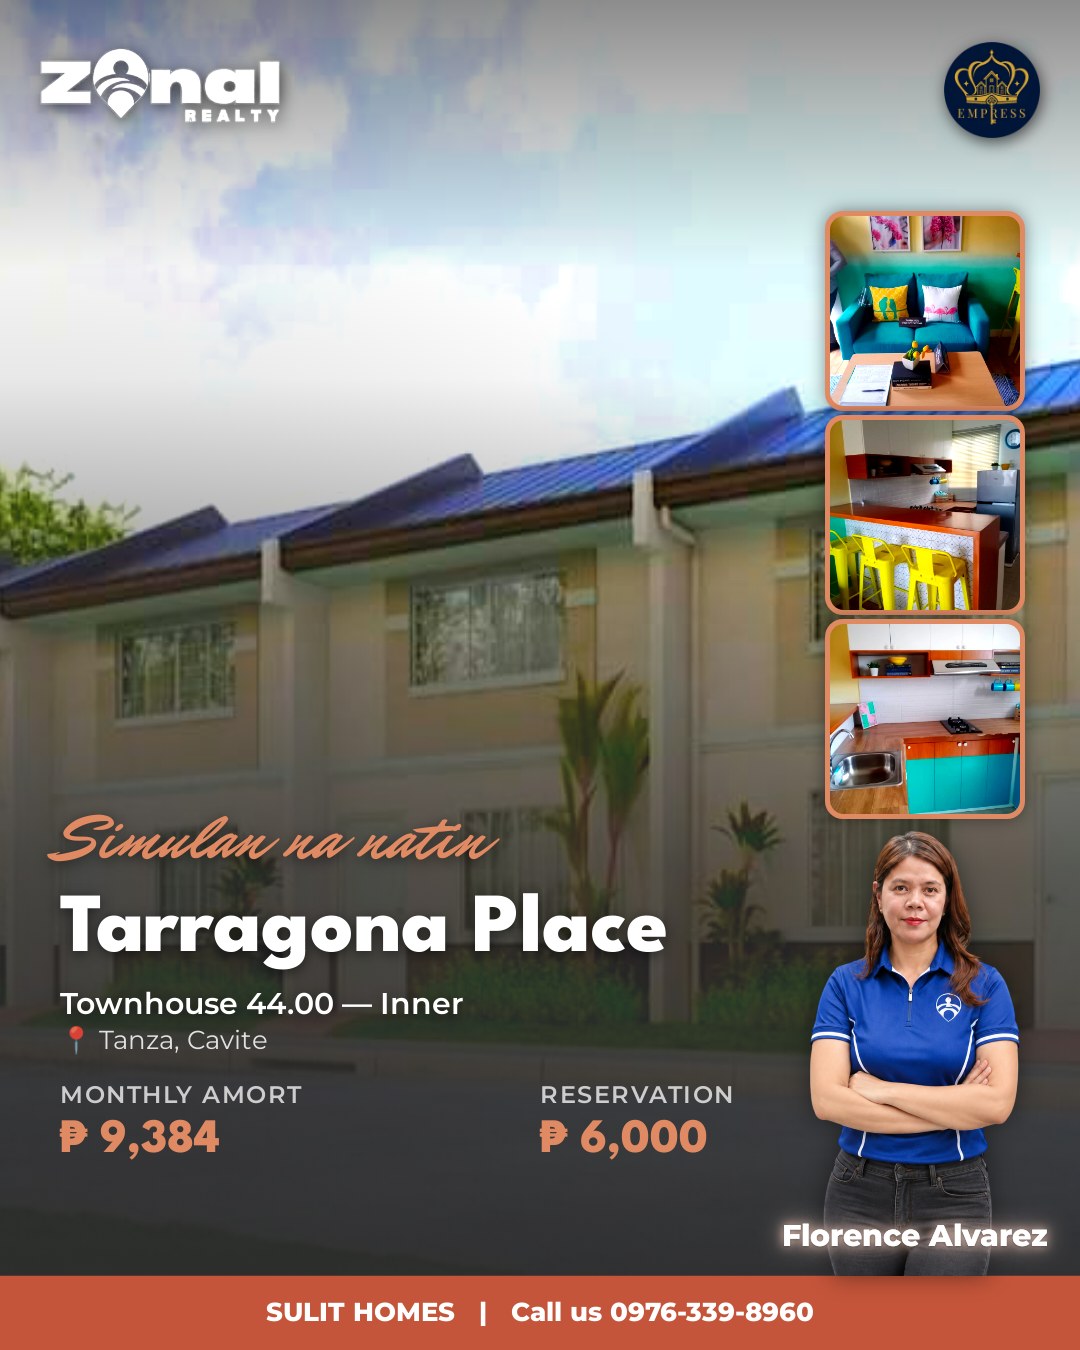 Zonal
REALTY
EMPRESS
Simulan na natin
Tarragona Place
Townhouse 44.00 — Inner
📍 Tanza, Cavite
MONTHLY AMORT
₱ 9,384
RESERVATION
₱ 6,000
Florence Alvarez
SULIT HOMES | Call us 0976-339-8960